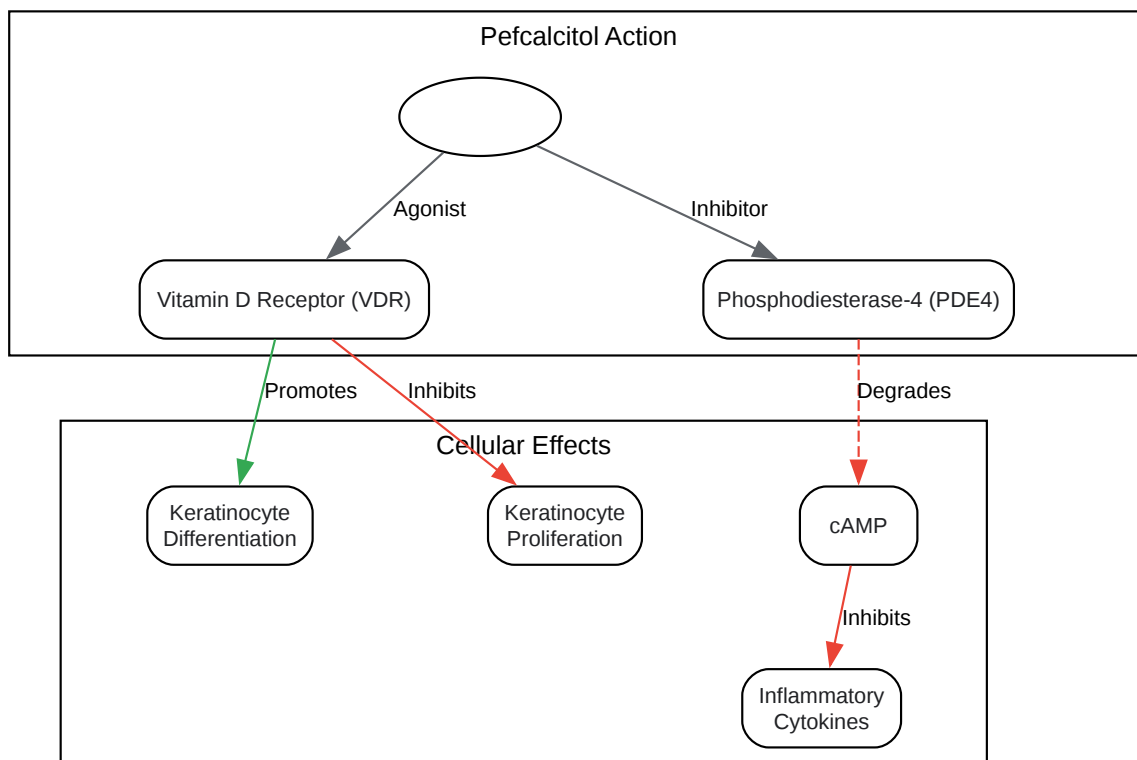 Pefcalcitol Action
Agonist
Inhibitor
Vitamin D Receptor (VDR)
Phosphodiesterase-4 (PDE4)
Promotes
Inhibits
Degrades
Cellular Effects
Keratinocyte
Differentiation
Keratinocyte
Proliferation
cAMP
Inhibits
Inflammatory
Cytokines